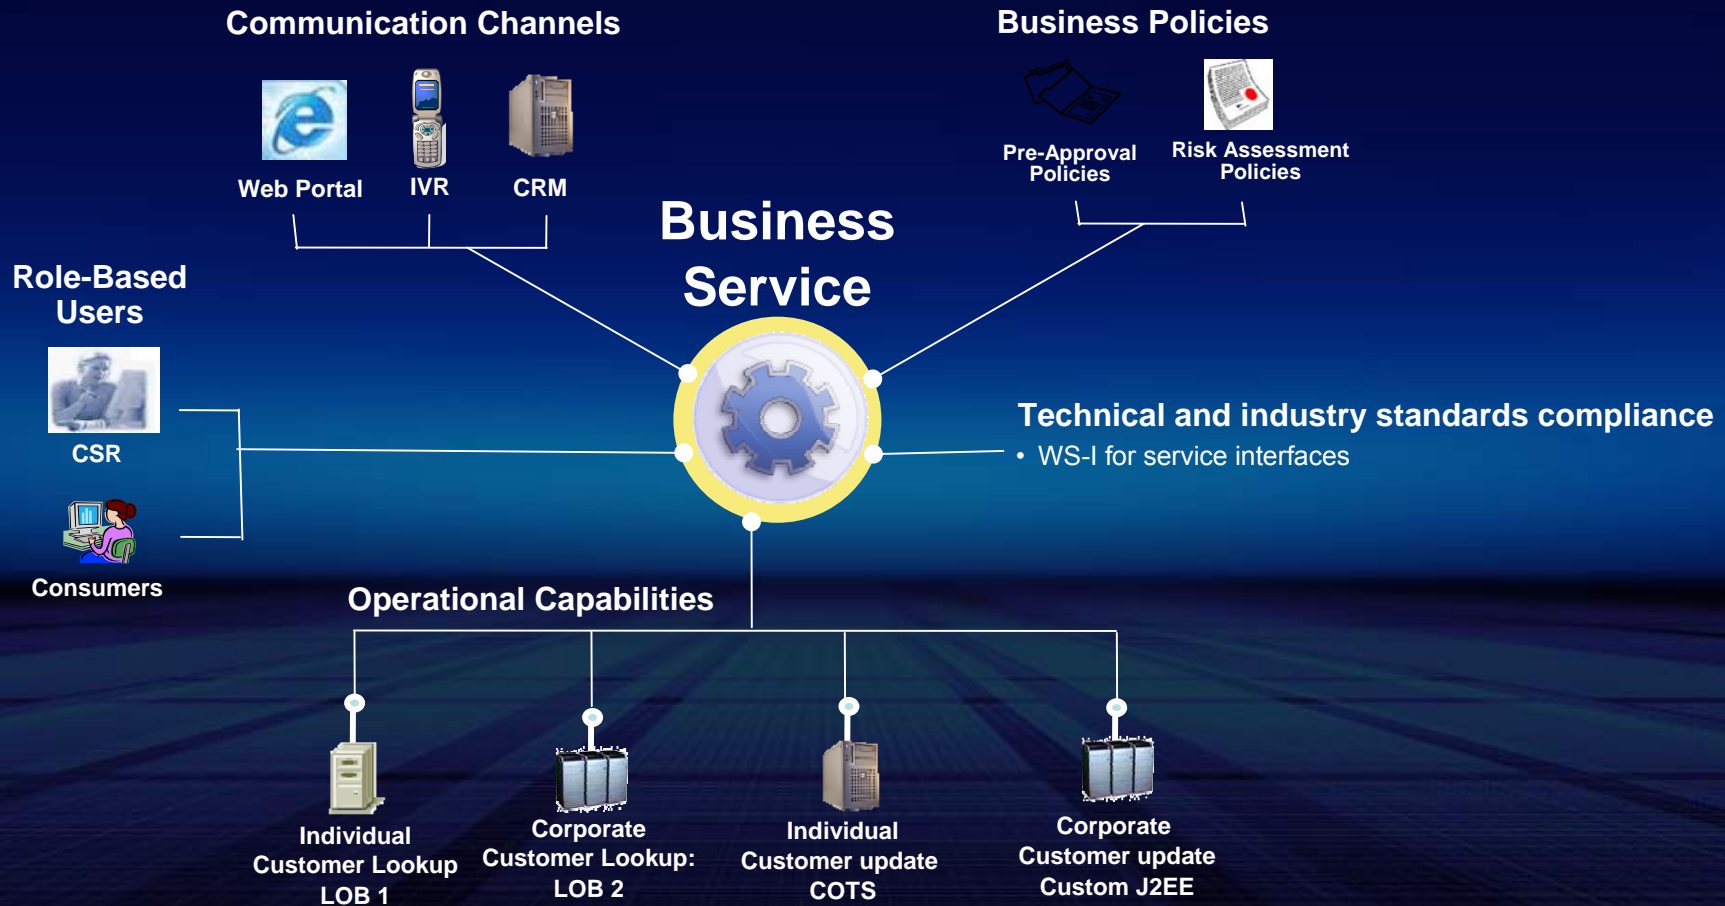 Communication Channels
Business Policies
Web Portal
IVR
CRM
Pre-Approval
Policies
Risk Assessment
Policies
Business
Service
Role-Based
Users
CSR
Consumers
Technical and industry standards compliance
• WS-I for service interfaces
Operational Capabilities
Individual
Customer Lookup
LOB 1
Corporate
Customer Lookup:
LOB 2
Individual
Customer update
COTS
Corporate
Customer update
Custom J2EE